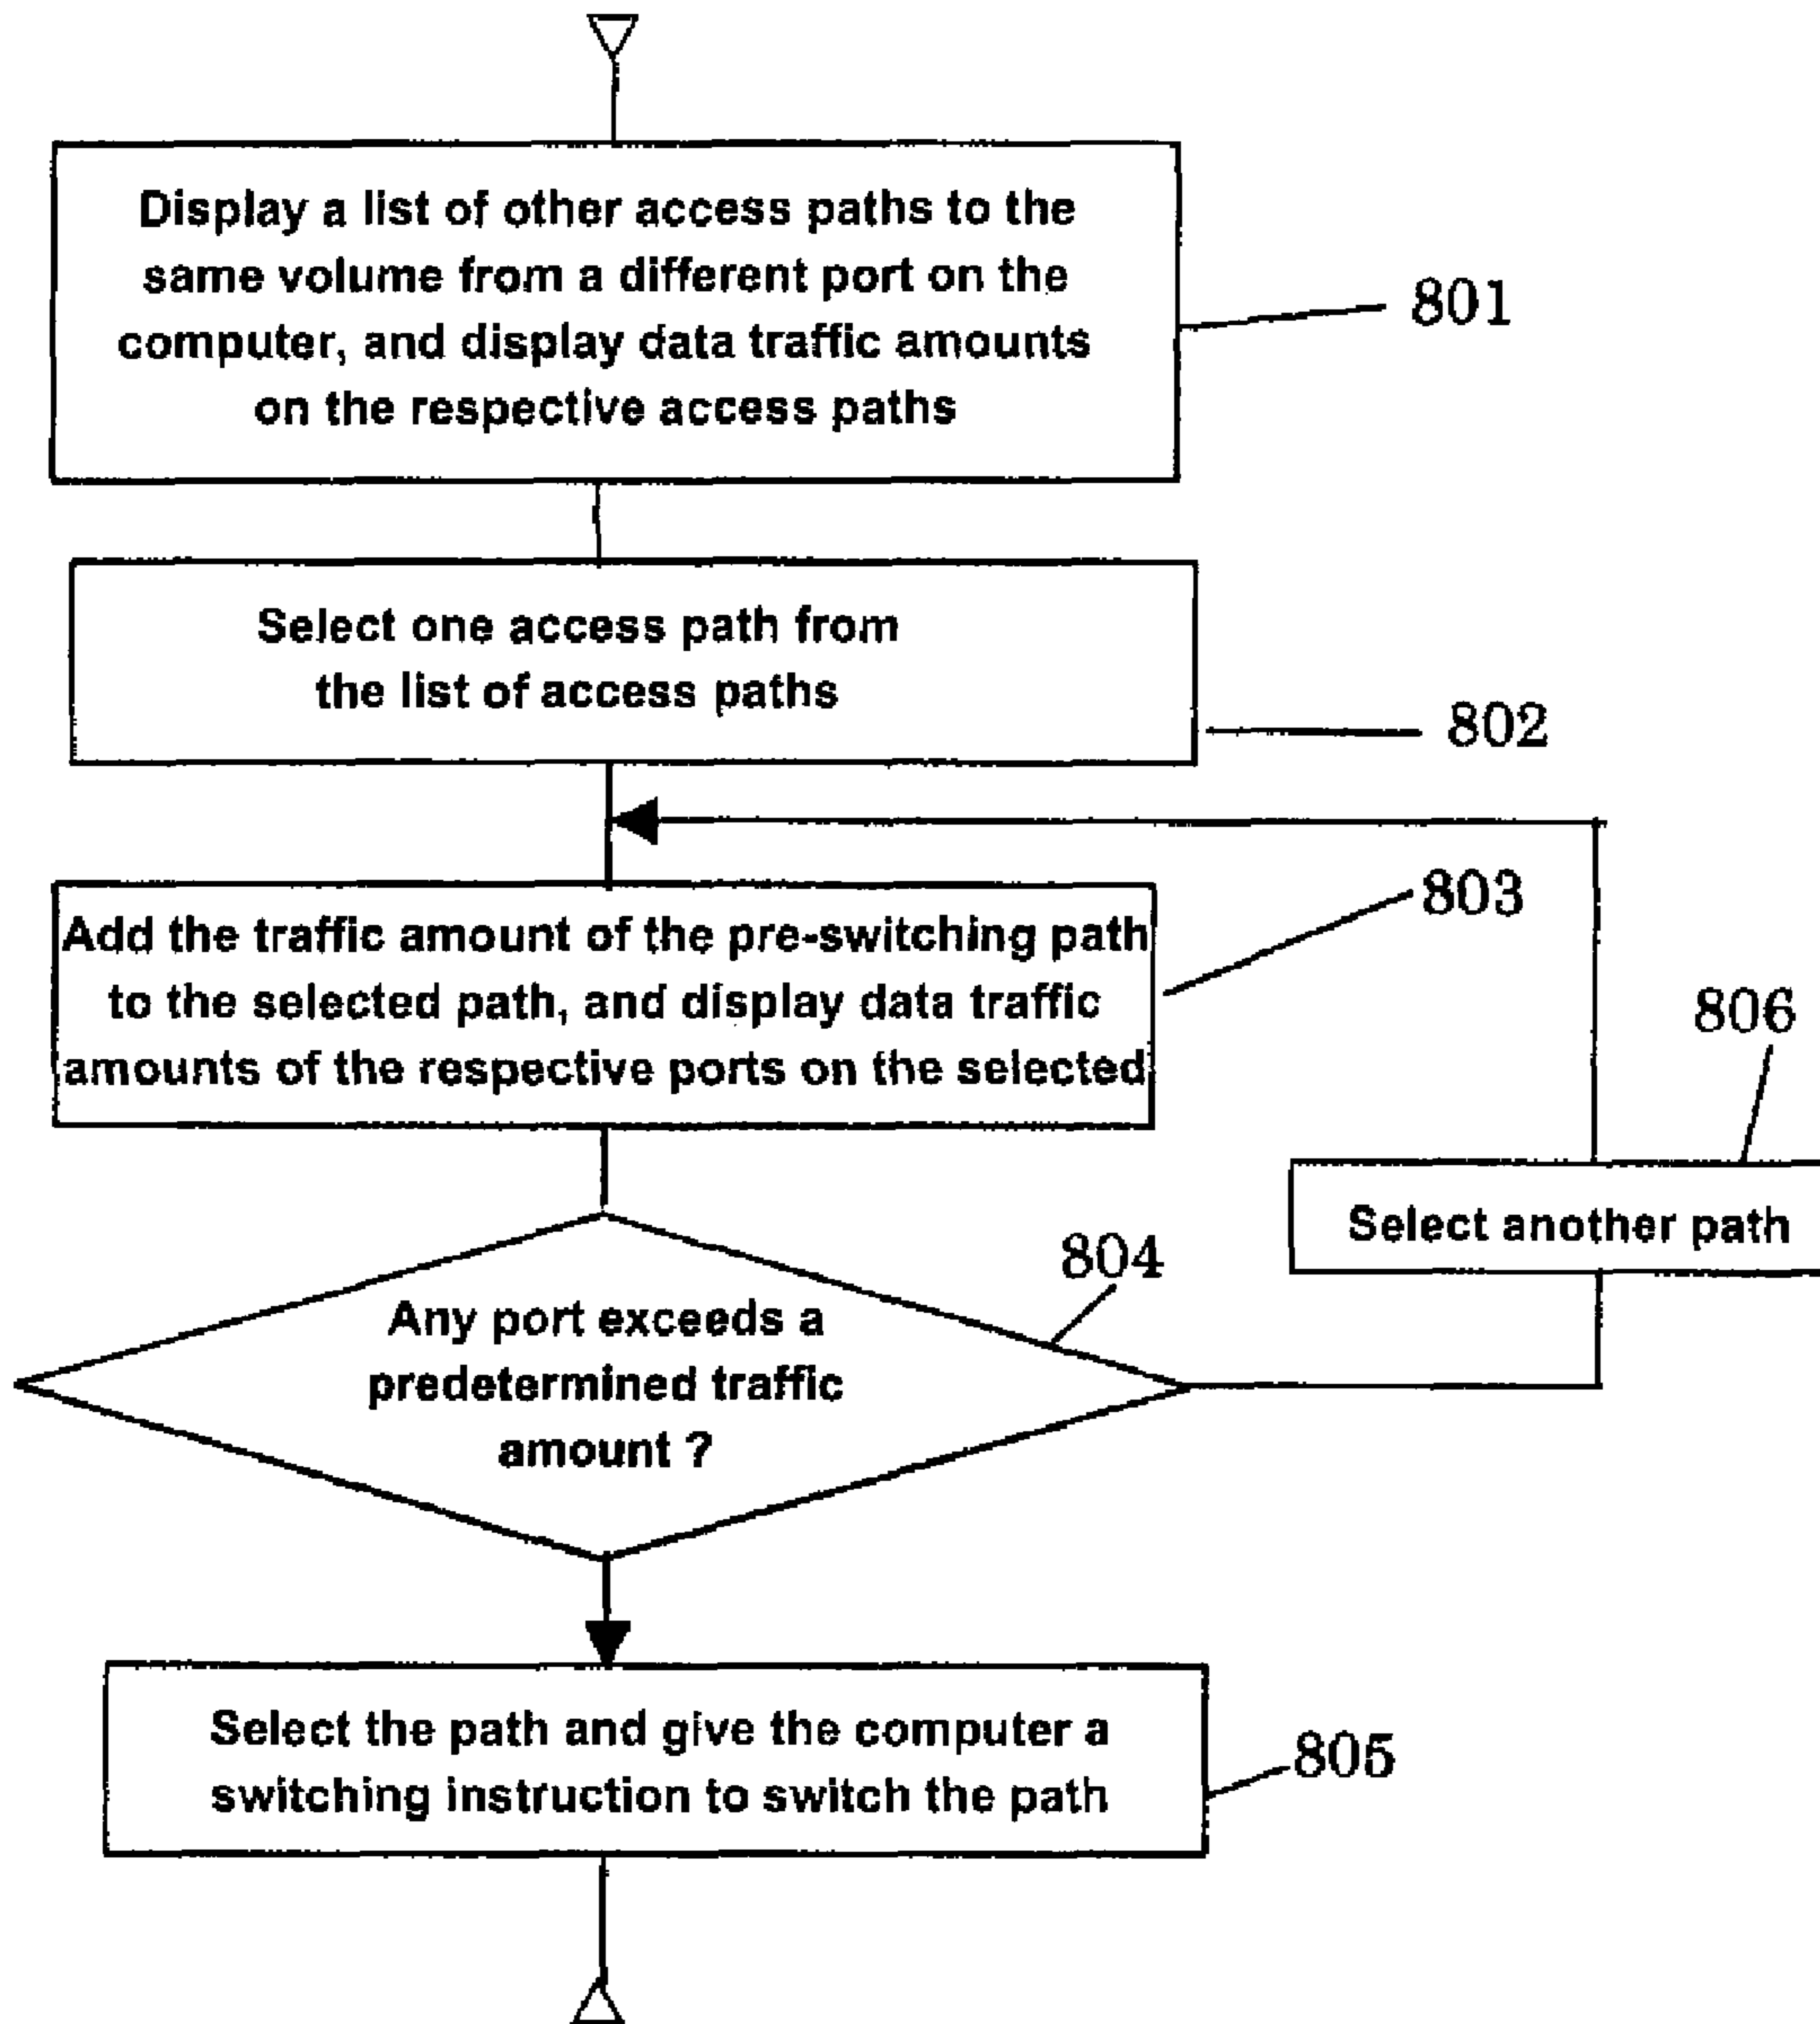 Display a list of other access paths to the
same volume from a different port on the
computer, and display data traffic amounts
on the respective access paths
801
Select one access path from
the list of access paths
802
Add the traffic amount of the pre-switching path
to the selected path, and display data traffic
amounts of the respective ports on the selected
803
806
Select another path
804
Any port exceeds a
predetermined traffic
amount ?
Select the path and give the computer a
switching instruction to switch the path
805